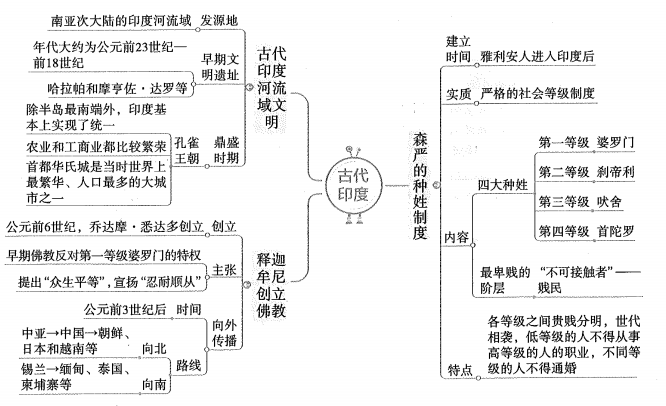 古代
印度
古代
印度
河流
域文
明
南亚次大陆的印度河流域 发源地
年代大约为公元前23世纪—
前18世纪
早期文
明遗址
哈拉帕和摩亨佐·达罗等
除半岛最南端外，印度基
本上实现了统一
农业和工商业都比较繁荣
首都华氏城是当时世界上
最繁华、人口最多的大城
市之一
孔雀
王朝
鼎盛
时期
释迦
牟尼
创立
佛教
公元前6世纪，乔达摩·悉达多创立 创立
早期佛教反对第一等级婆罗门的特权
主张
提出“众生平等”，宣扬“忍耐顺从”
公元前3世纪后 时间
向外
传播
中亚→中国→朝鲜、
日本和越南等 向北
路线
锡兰→缅甸、泰国、
柬埔寨等 向南
森严的种姓制度
建立
时间 雅利安人进入印度后
实质 严格的社会等级制度
内容
四大种姓
第一等级 婆罗门
第二等级 刹帝利
第三等级 吠舍
第四等级 首陀罗
最卑贱的
阶层
“不可接触者”——
贱民
特点
各等级之间贵贱分明，世代
相袭，低等级的人不得从事
高等级的人的职业，不同等
级的人不得通婚